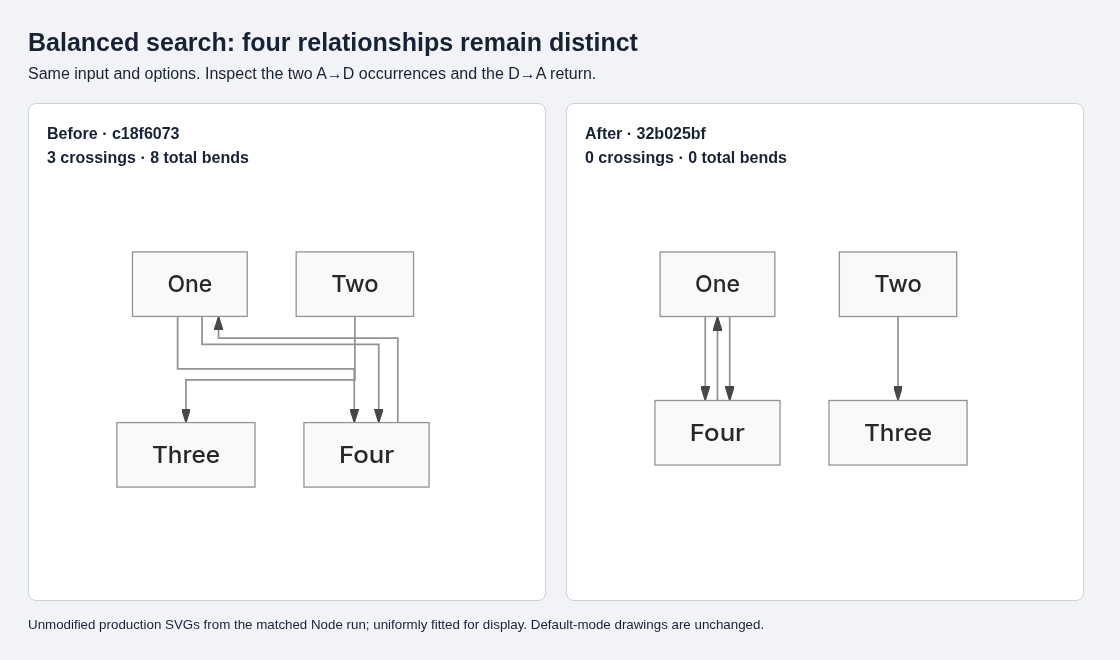 Balanced search: four relationships remain distinct
Same input and options. Inspect the two A→D occurrences and the D→A return.
Before · c18f6073
3 crossings · 8 total bends
One
Two
Three
Four
After · 32b025bf
0 crossings · 0 total bends
One
Two
Four
Three
Unmodified production SVGs from the matched Node run; uniformly fitted for display. Default-mode drawings are unchanged.